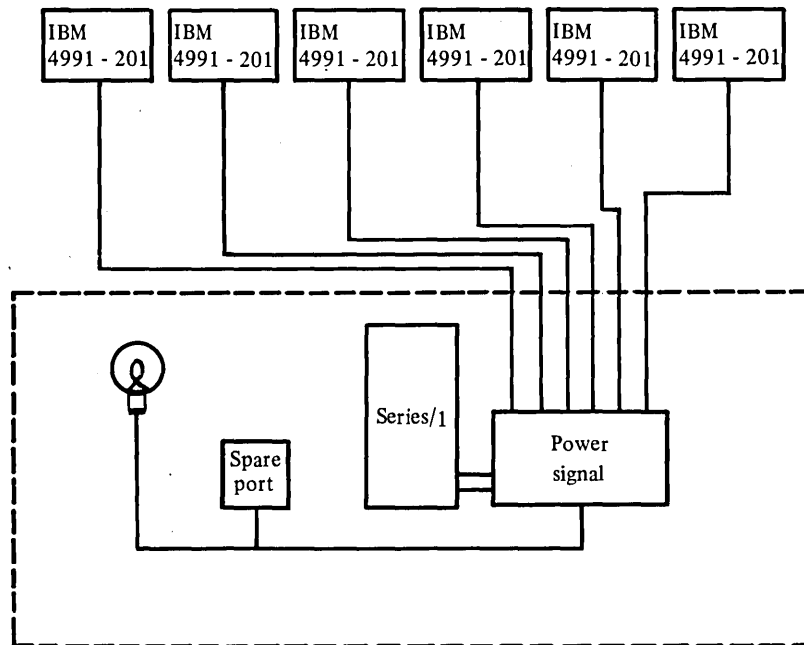 IBM
4991 - 201
IBM
4991 - 201
IBM
4991 - 201
IBM
4991 - 201
IBM
4991 - 201
IBM
4991 - 201
Series/1
Power
signal
Spare
port